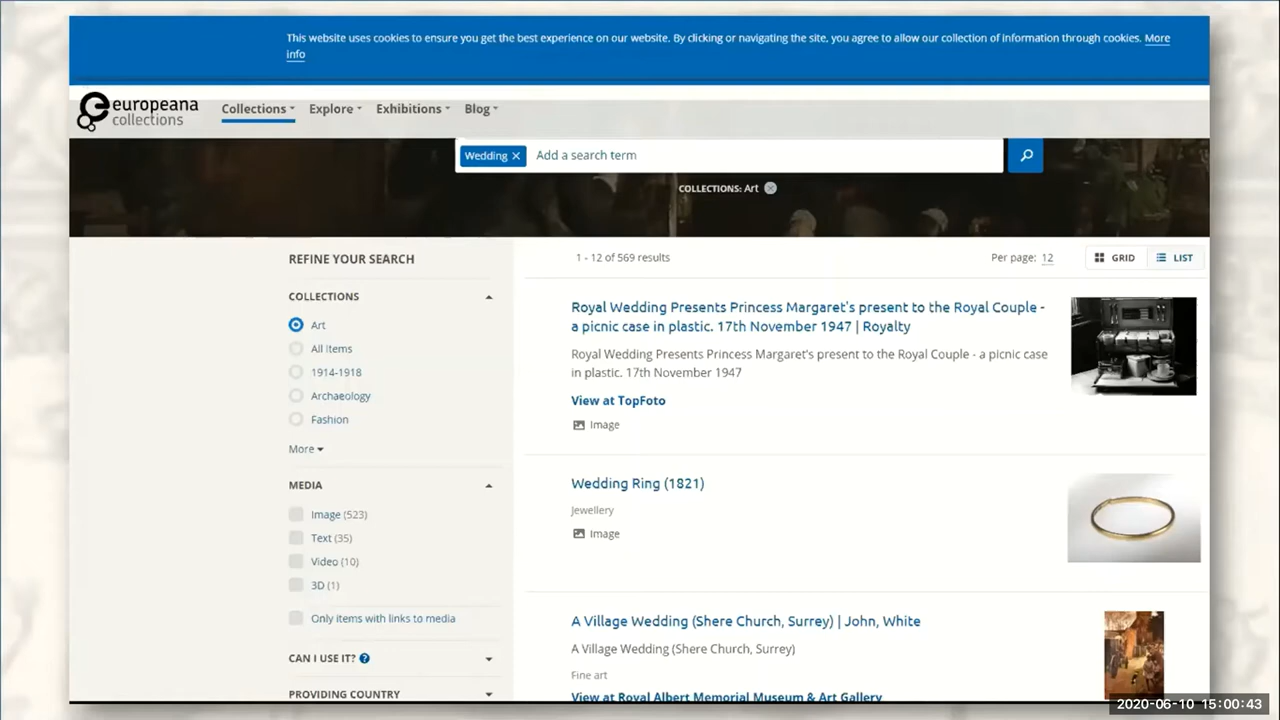 This website uses cookies to ensure you get the best experience on our website. By clicking or navigating the site, you agree to allow our collection of information through cookies. More
info
europeana
collections
Collections
Explore
Exhibitions
Blog
Wedding ×
Add a search term
COLLECTIONS: Art
REFINE YOUR SEARCH
COLLECTIONS
Art
All Items
1914-1918
Archaeology
Fashion
More
MEDIA
Image (523)
Text (35)
Video (10)
3D (1)
Only items with links to media
CAN I USE IT? ?
PROVIDING COUNTRY
1 - 12 of 569 results
Per page: 12
GRID
LIST
Royal Wedding Presents Princess Margaret's present to the Royal Couple -
a picnic case in plastic. 17th November 1947 | Royalty
Royal Wedding Presents Princess Margaret's present to the Royal Couple - a picnic case
in plastic. 17th November 1947
View at TopFoto
Image
Wedding Ring (1821)
Jewellery
Image
A Village Wedding (Shere Church, Surrey) | John, White
A Village Wedding (Shere Church, Surrey)
Fine art
View at Royal Albert Memorial Museum & Art Gallery
2020-06-10 15:00:43